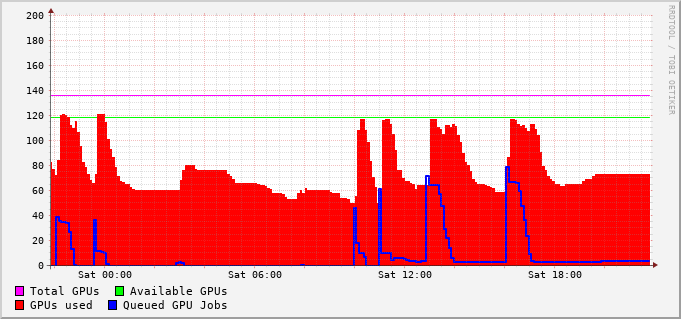 200
180
160
140
120
100
80
60
40
20
0
Sat 00:00 Sat 06:00 Sat 12:00 Sat 18:00
Total GPUs Available GPUs
GPUs used Queued GPU Jobs
RRDTOOL / TOBI OETIKER